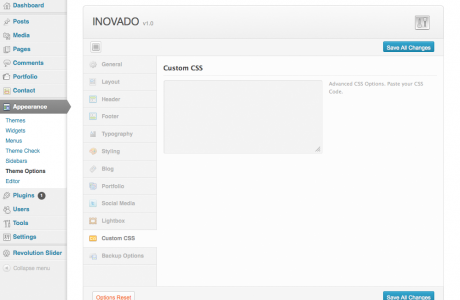 Dashboard
Posts
Media
Pages
Comments
Portfolio
Contact
Appearance
Themes
Widgets
Menus
Theme Check
Sidebars
Theme Options
Editor
Plugins 1
Users
Tools
Settings
Revolution Slider
Collapse menu
INOVADO v1.0
Save All Changes
General
Layout
Header
Footer
Typography
Styling
Blog
Portfolio
Social Media
Lightbox
Custom CSS
Backup Options
Custom CSS
Advanced CSS Options. Paste your CSS
Code.
Options Reset
Save All Changes